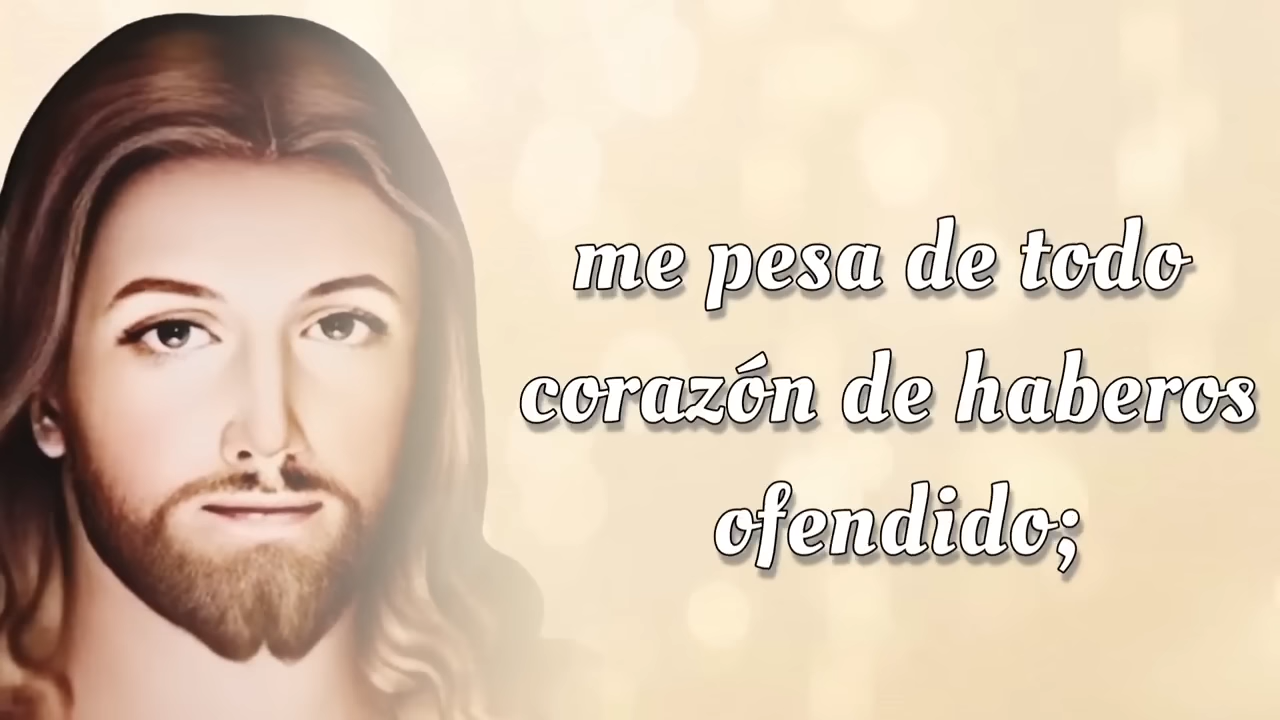 me pesa de todo
corazón de haberos
ofendido;